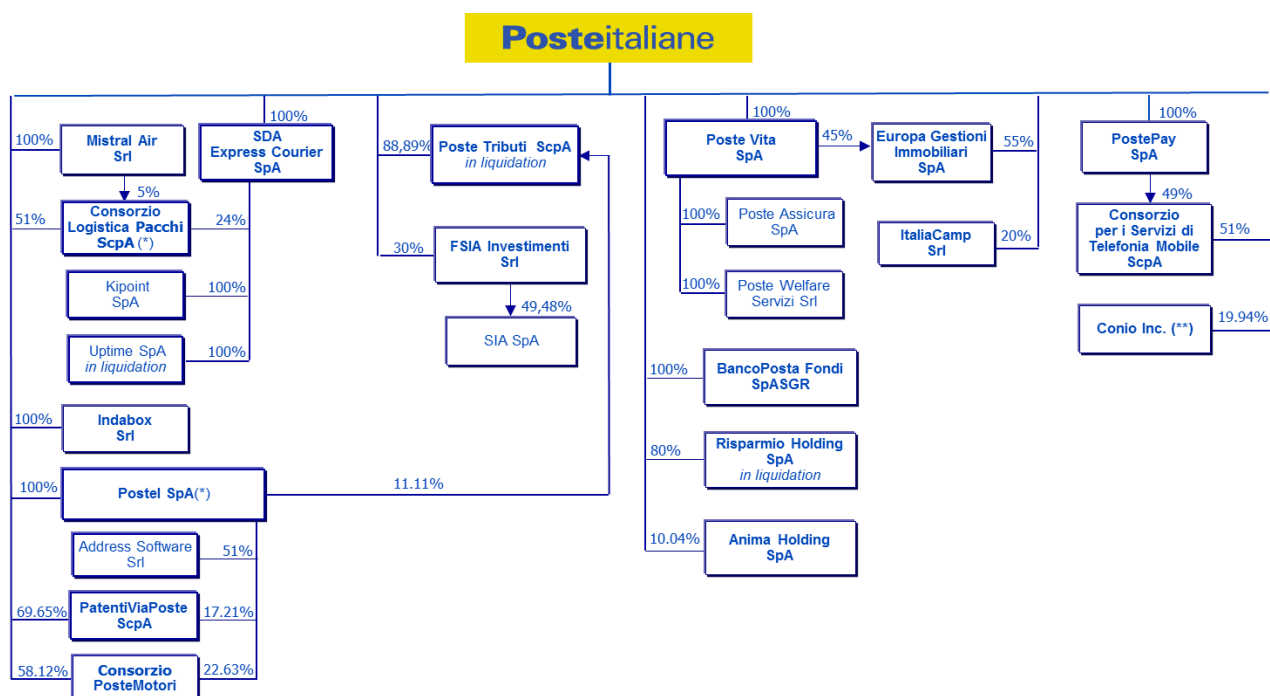 Posteitaliane
100%
Mistral Air
Srl
5%
51%
Consorzio
Logistica Pacchi
ScpA (*)
24%
100%
SDA
Express Courier
SpA
Kipoint
SpA
100%
Uptime SpA
in liquidation
100%
100%
Indabox
Srl
100%
Postel SpA(*)
11.11%
Address Software
Srl
51%
69.65%
PatentiViaPoste
ScpA
17.21%
58.12%
Consorzio
PosteMotori
22.63%
88,89%
Poste Tributi ScpA
in liquidation
30%
FSIA Investimenti
Srl
49,48%
SIA SpA
100%
Poste Vita
SpA
45%
Europa Gestioni
Immobiliari
SpA
55%
100%
Poste Assicura
SpA
100%
Poste Welfare
Servizi Srl
ItaliaCamp
Srl
20%
100%
BancoPosta Fondi
SpASGR
80%
Risparmio Holding
SpA
in liquidation
10.04%
Anima Holding
SpA
100%
PostePay
SpA
49%
Consorzio
per i Servizi di
Telefonia Mobile
ScpA
51%
Conio Inc. (**)
19.94%